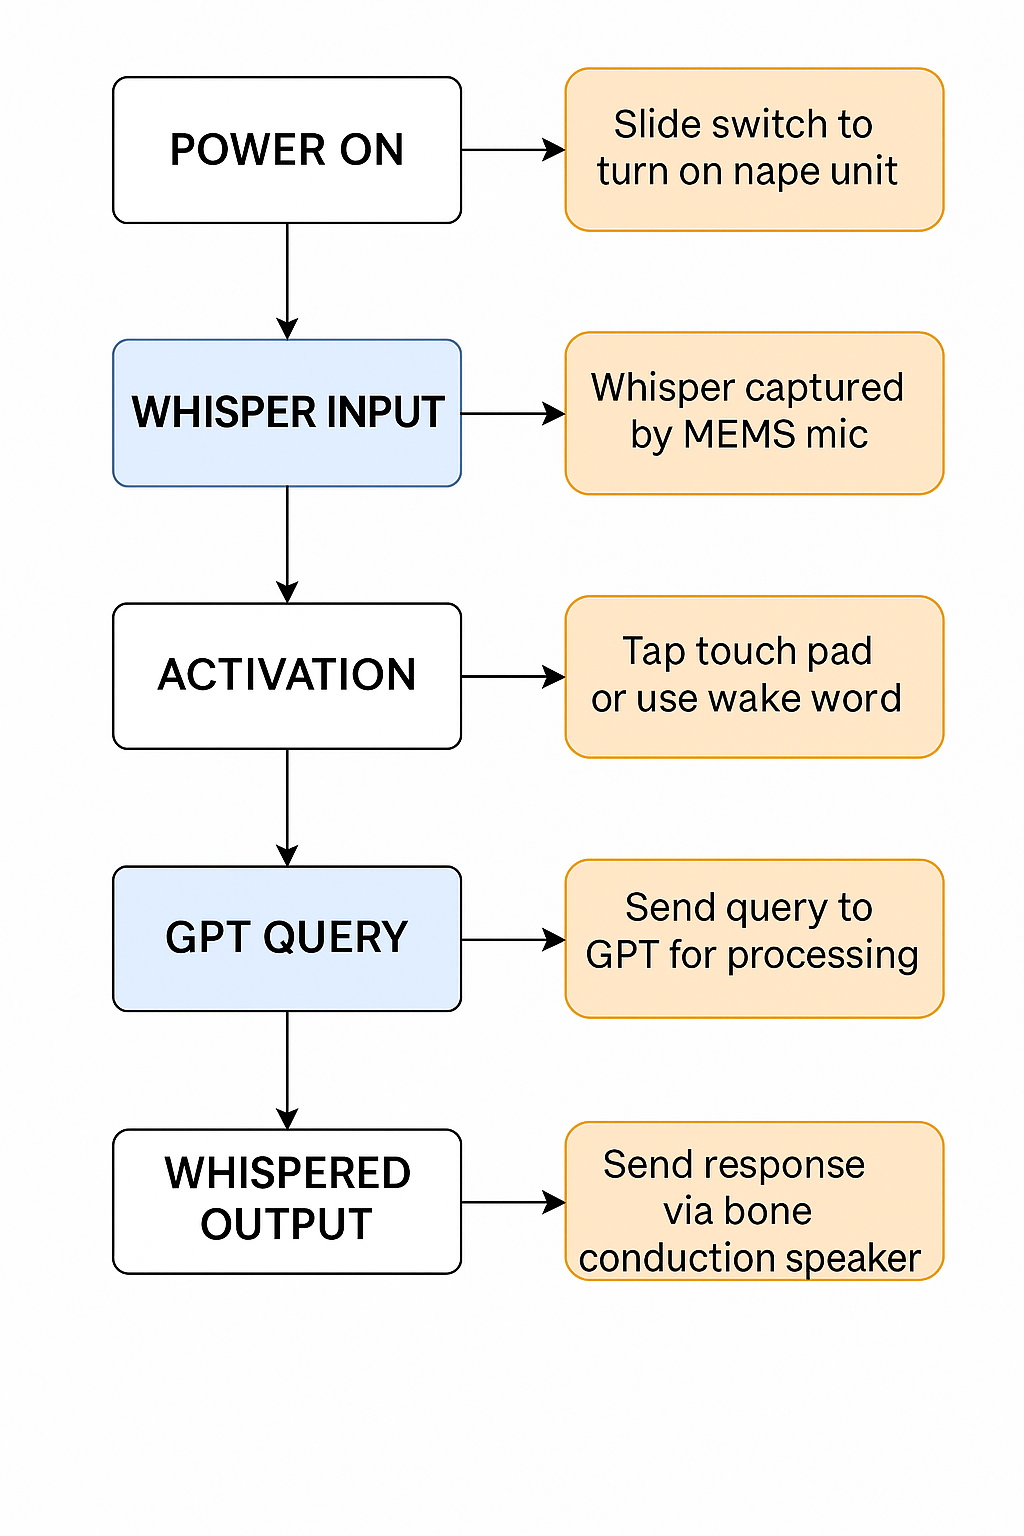 POWER ON
Slide switch to
turn on nape unit
WHISPER INPUT
Whisper captured
by MEMS mic
ACTIVATION
Tap touch pad
or use wake word
GPT QUERY
Send query to
GPT for processing
WHISPERED
OUTPUT
Send response
via bone
conduction speaker